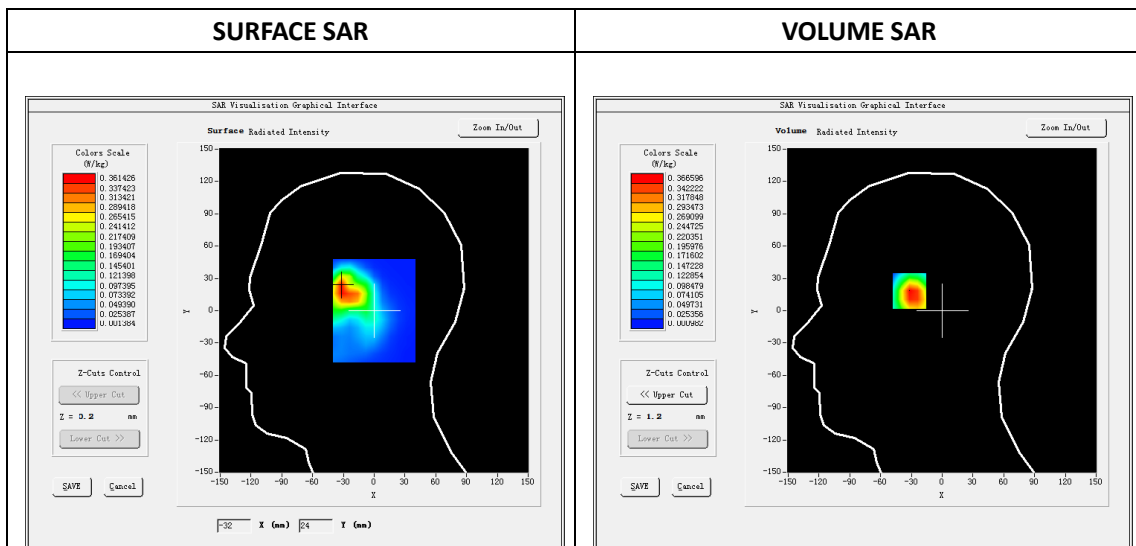 SURFACE SAR
VOLUME SAR
SAR Visualisation Graphical Interface
Surface Radiated Intensity
Zoom In/Out
Colors Scale
(W/kg)
0.361426
0.337423
0.313421
0.289418
0.265415
0.241412
0.217409
0.193407
0.169404
0.145401
0.121398
0.097395
0.073392
0.049390
0.025387
0.001384
150
120
90
60
30
0
-30
-60
-90
-120
-150
Y
-150 -120 -90 -60 -30 0 30 60 90 120 150
X
Z-Cuts Control
<< Upper Cut
Z = 0.2 mm
Lower Cut >>
SAVE
Cancel
-32 X (mm) 24 Y (mm)
SAR Visualisation Graphical Interface
Volume Radiated Intensity
Zoom In/Out
Colors Scale
(W/kg)
0.366596
0.342222
0.317848
0.293473
0.269099
0.244725
0.220351
0.195976
0.171602
0.147228
0.122854
0.098479
0.074105
0.049731
0.025356
0.000982
150
120
90
60
30
0
-30
-60
-90
-120
-150
Y
-150 -120 -90 -60 -30 0 30 60 90 120 150
X
Z-Cuts Control
<< Upper Cut
Z = 1.2 mm
Lower Cut >>
SAVE
Cancel